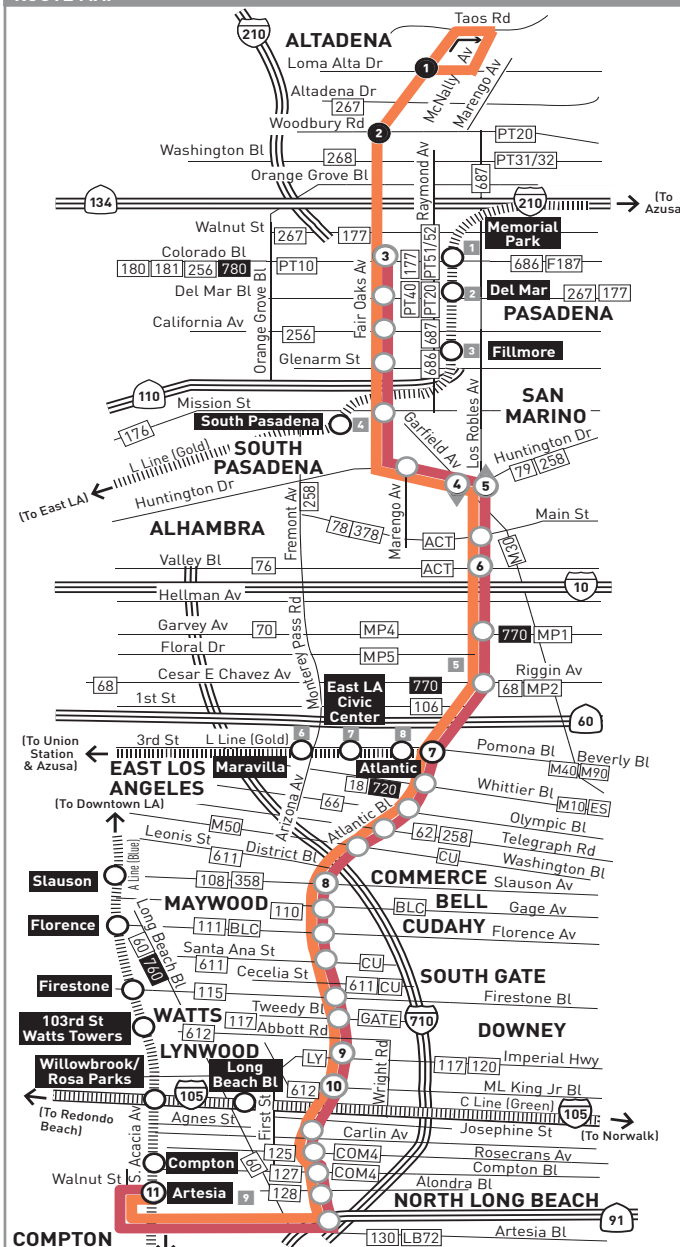 210
ALTADENA
Taos Rd
Loma Alta Dr
1
McNally Av
Marengo Av
Altadena Dr
267
Woodbury Rd
2
PT20
Washington Bl
268
PT31/32
Orange Grove Bl
Raymond Av
687
134
210
(To Azusa)
Walnut St
267
177
Memorial Park
Colorado Bl
3
1
180 181 256 780
PT10
177
PT51/52
686 F187
Del Mar Bl
Orange Grove Bl
Fair Oaks Av
PT40
PT20
2
Del Mar
267 177
PASADENA
California Av
256
687
Glenarm St
686
3
Fillmore
110
Mission St
SAN MARINO
176
South Pasadena
4
Garfield Av
Los Robles Av
L Line (Gold)
SOUTH PASADENA
Huntington Dr
79 258
(To East LA)
Huntington Dr
4
5
258
Fremont Av
Marengo Av
ALHAMBRA
78 378
ACT
Main St
M30
Valley Bl
76
ACT
6
10
Hellman Av
Garvey Av
70
MP4
770 MP1
Floral Dr
MP5
Monterey Pass Rd
5
Cesar E Chavez Av
Riggin Av
68
East LA Civic Center
770
68 MP2
1st St
106
60
(To Union Station & Azusa)
3rd St
L Line (Gold)
6
7
8
7
Pomona Bl
Beverly Bl
Maravilla
Atlantic
M40 M90
EAST LOS ANGELES
18 720
Whittier Bl
M10 ES
(To Downtown LA)
Arizona Av
66
Atlantic Bl
Olympic Bl
M50
62 258
Telegraph Rd
Leonis St
611
District Bl
CU
Washington Bl
A Line (Blue)
Slauson
108 358
8
COMMERCE
Slauson Av
MAYWOOD
110
BLC
BELL
Gage Av
Florence
Long Beach Bl
111 BLC
CUDAHY
Florence Av
60 760
Santa Ana St
611
CU
Cecelia St
611 CU
SOUTH GATE
Firestone
115
Firestone Bl
103rd St Watts Towers
WATTS
117
Tweedy Bl
GATE
710
612
Abbott Rd
DOWNEY
LYNWOOD
LY
9
Wright Rd
117 120
Imperial Hwy
Willowbrook/ Rosa Parks
Long Beach Bl
612
10
ML King Jr Bl
105
C Line (Green)
105
(To Redondo Beach)
Agnes St
First St
Josephine St
(To Norwalk)
S. Acacia Av
Carlin Av
125
COM4
Rosecrans Av
Compton
60
127
COM4
Compton Bl
Walnut St
11
Artesia
9
128
Alondra Bl
NORTH LONG BEACH
91
COMPTON
130 LB72
Artesia Bl